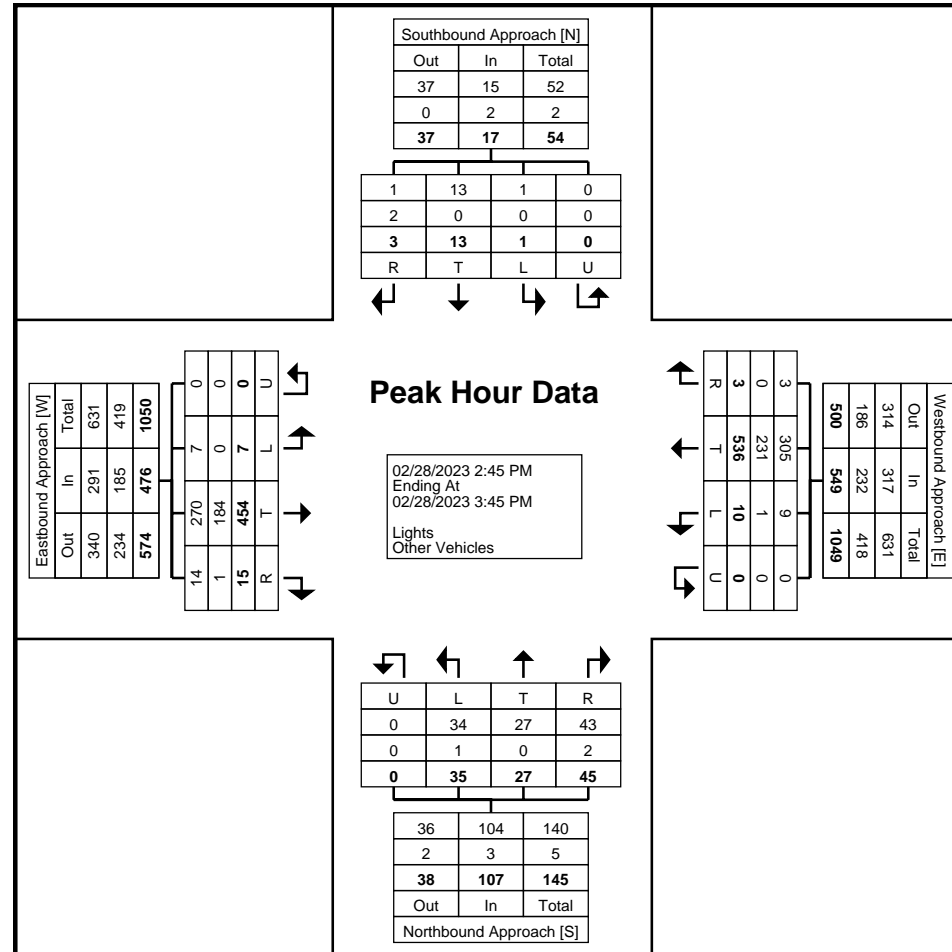 Southbound Approach [N]
Out In Total
37 15 52
0 2 2
37 17 54
1 13 1 0
2 0 0 0
3 13 1 0
R T L U
Eastbound Approach [W]
Total In Out
631 291 340
419 185 234
1050 476 574
0 7 270 14
0 0 184 1
0 7 454 15
U L T R
Peak Hour Data
02/28/2023 2:45 PM
Ending At
02/28/2023 3:45 PM
Lights
Other Vehicles
Westbound Approach [E]
Out In Total
314 317 631
186 232 418
500 549 1049
3 305 9 0
0 231 1 0
3 536 10 0
R T L U
U L T R
0 34 27 43
0 1 0 2
0 35 27 45
36 104 140
2 3 5
38 107 145
Out In Total
Northbound Approach [S]